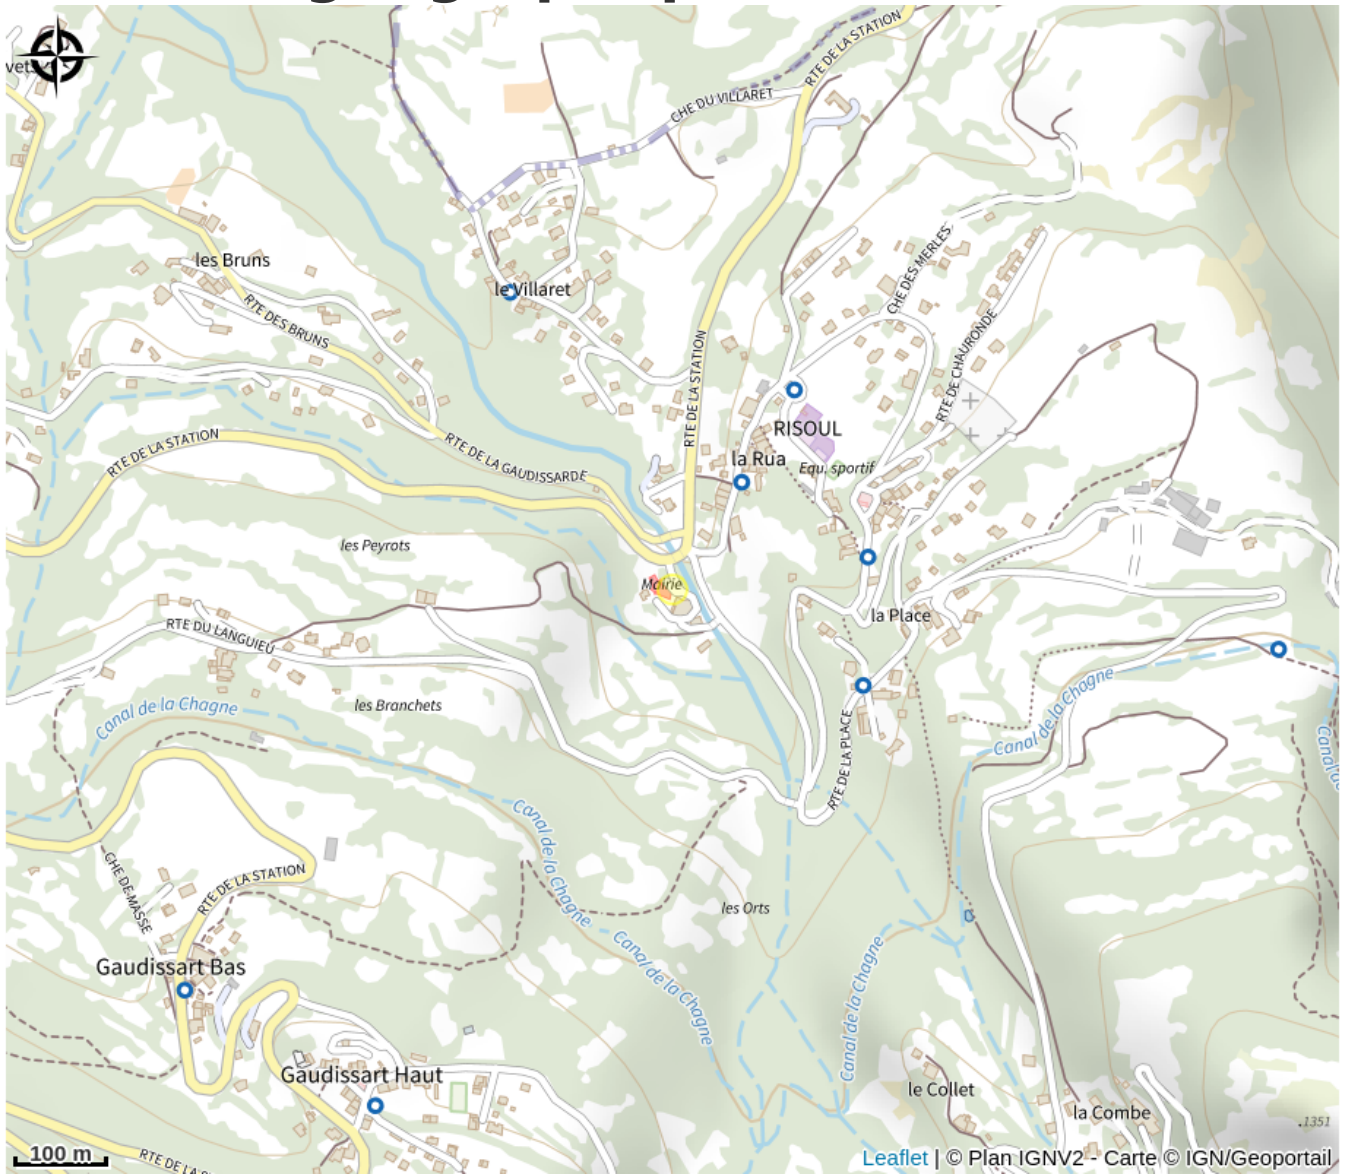 RTE DE LA STATION
CHE DU VILLARET
les Bruns
CHE DES MERLES
le Villaret
RTE DES BRUNS
RTE DE LA STATION
RTE DE CHAURONDE
RISOUL
RTE DE LA STATION
RTE DE LA GAUDISSARDE
la Rua
Equ. sportif
les Peyrots
Mairie
la Place
RTE DU LANGUIEU
Canal de la Chagne
les Branchets
Canal de la Chagne
RTE DE LA PLACE
Canal de la Chagne
CHE DE MASSE
RTE DE LA STATION
les Orts
Gaudissart Bas
Canal de la Chagne
Canal de la Chagne
Gaudissart Haut
le Collet
la Combe
1351
100 m
RTE DE LA
Leaflet | © Plan IGNV2 - Carte © IGN/Geoportail